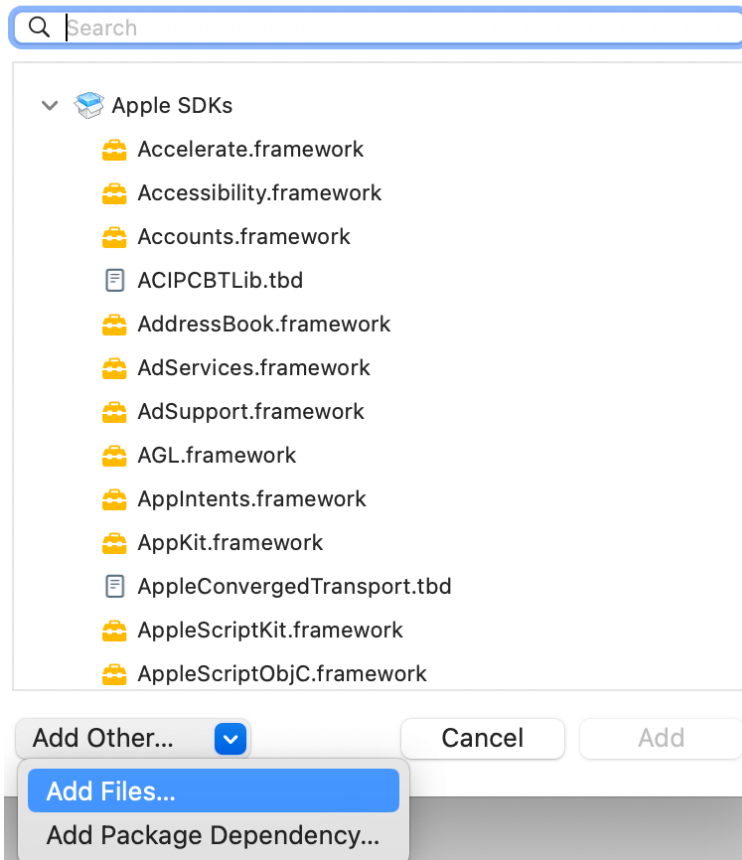 Search
Apple SDKs
Accelerate.framework
Accessibility.framework
Accounts.framework
ACIPCBTLib.tbd
AddressBook.framework
AdServices.framework
AdSupport.framework
AGL.framework
AppIntents.framework
AppKit.framework
AppleConvergedTransport.tbd
AppleScriptKit.framework
AppleScriptObjC.framework
Add Other... Cancel Add
Add Files...
Add Package Dependency...